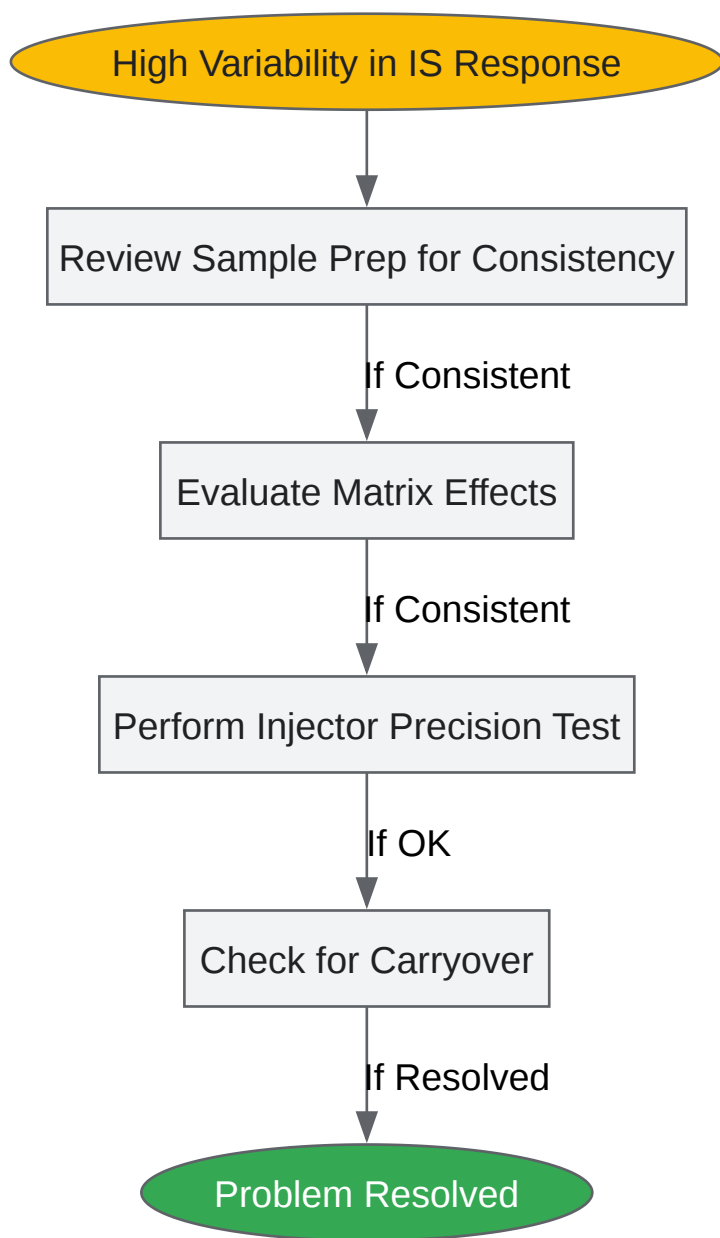 High Variability in IS Response
Review Sample Prep for Consistency
If Consistent
Evaluate Matrix Effects
If Consistent
Perform Injector Precision Test
If OK
Check for Carryover
If Resolved
Problem Resolved